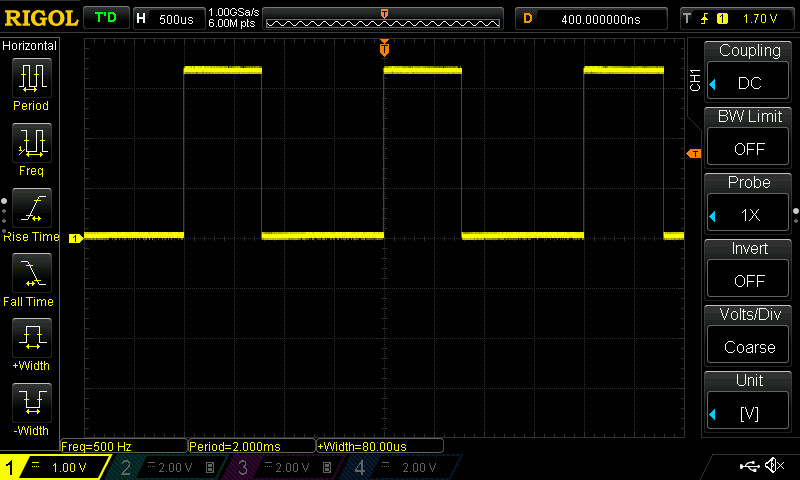 RIGOL T'D H 500us 1.00GSa/s 6.00M pts T D 400.000000ns T 1 1.70 V
Horizontal
Period
Freq
Rise Time
Fall Time
+Width
-Width
T
1
T
CH1
Coupling
DC
BW Limit
OFF
Probe
1X
Invert
OFF
Volts/Div
Coarse
Unit
[V]
Freq=500 Hz Period=2.000ms +Width=80.00us
1 1.00 V 2 2.00 V B 3 2.00 V B 4 2.00 V